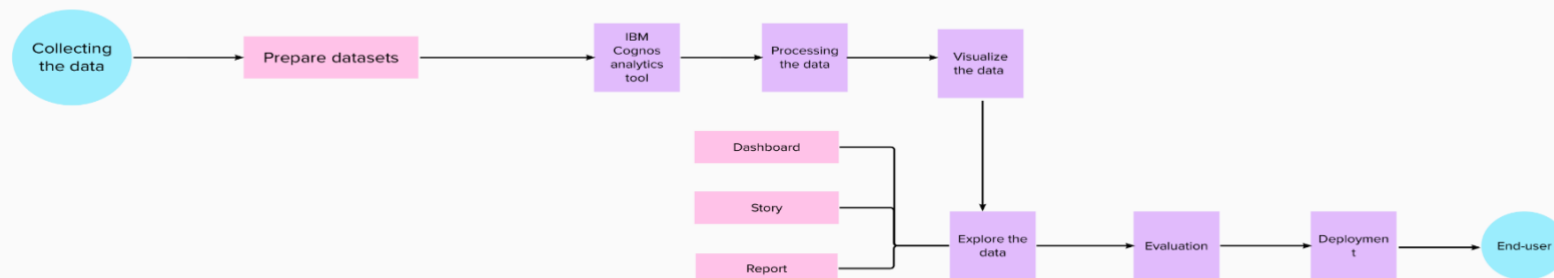 Collecting
the data
Prepare datasets
IBM
Cognos
analytics
tool
Processing
the data
Visualize
the data
Dashboard
Story
Report
Explore the
data
Evaluation
Deploymen
t
End-user